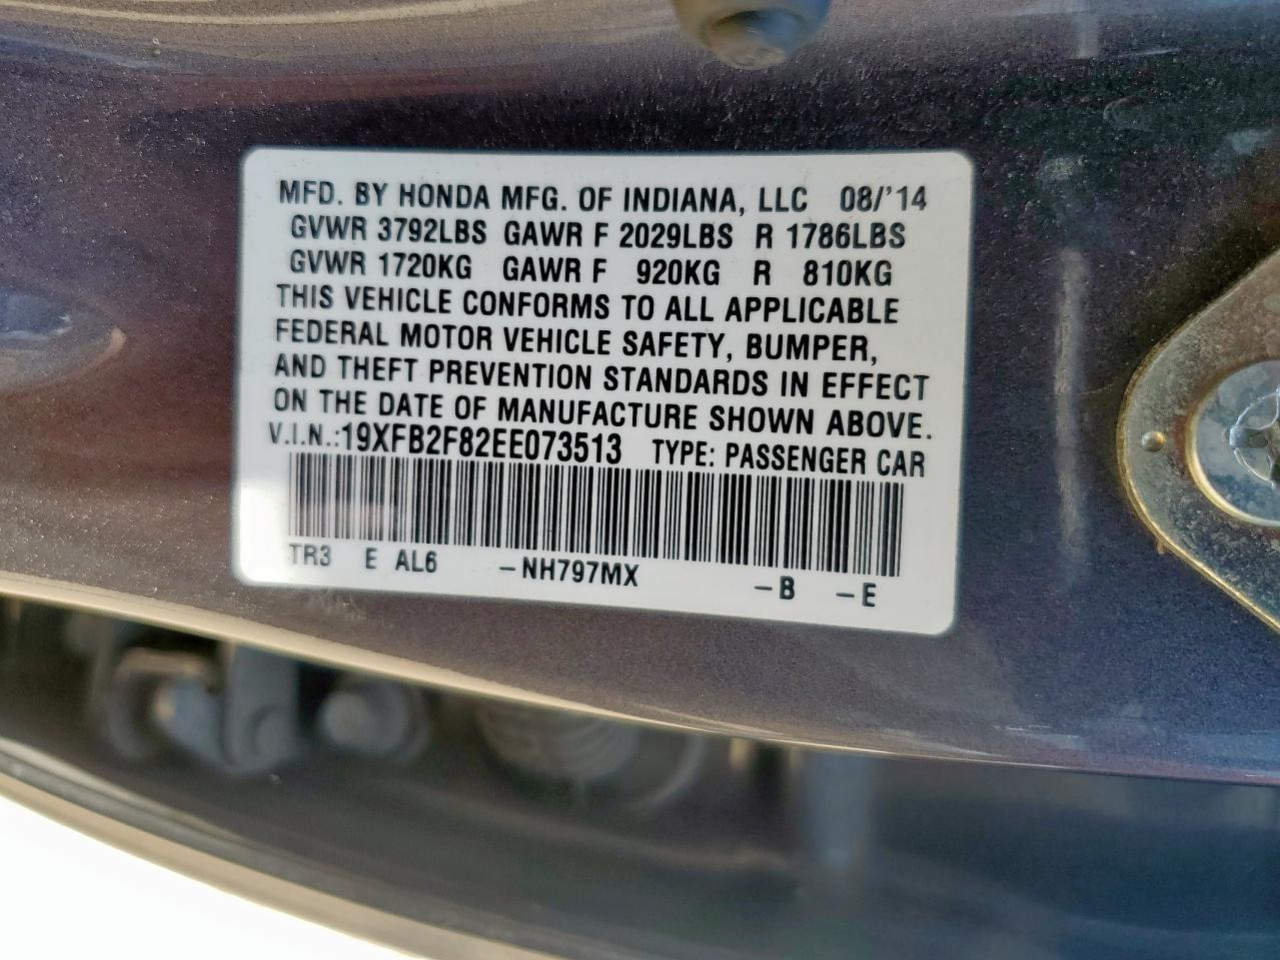 MFD. BY HONDA MFG. OF INDIANA, LLC 08/'14
GVWR 3792LBS GAWR F 2029LBS R 1786LBS
GVWR 1720KG GAWR F 920KG R 810KG
THIS VEHICLE CONFORMS TO ALL APPLICABLE
FEDERAL MOTOR VEHICLE SAFETY, BUMPER,
AND THEFT PREVENTION STANDARDS IN EFFECT
ON THE DATE OF MANUFACTURE SHOWN ABOVE.
V.I.N.:19XFB2F82EE073513 TYPE: PASSENGER CAR
TR3 E AL6 -NH797MX -B -E